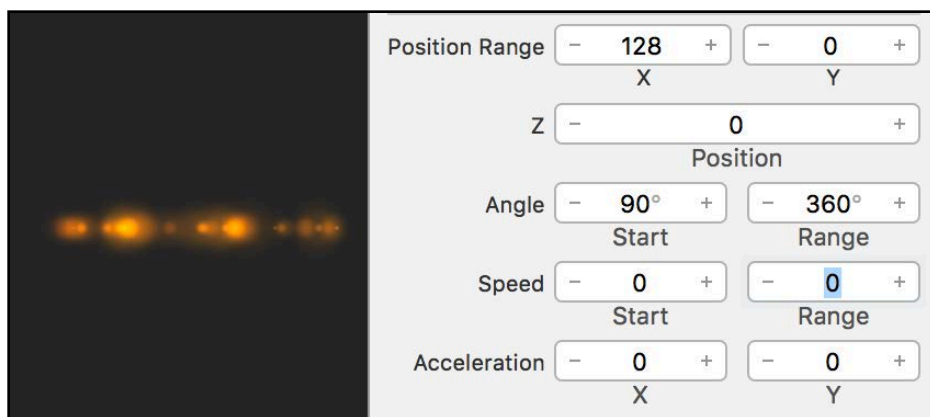 Position Range - 128 + - 0 +
X Y
Z - 0 +
Position
Angle - 90° + - 360° +
Start Range
Speed - 0 + - 0 +
Start Range
Acceleration - 0 + - 0 +
X Y